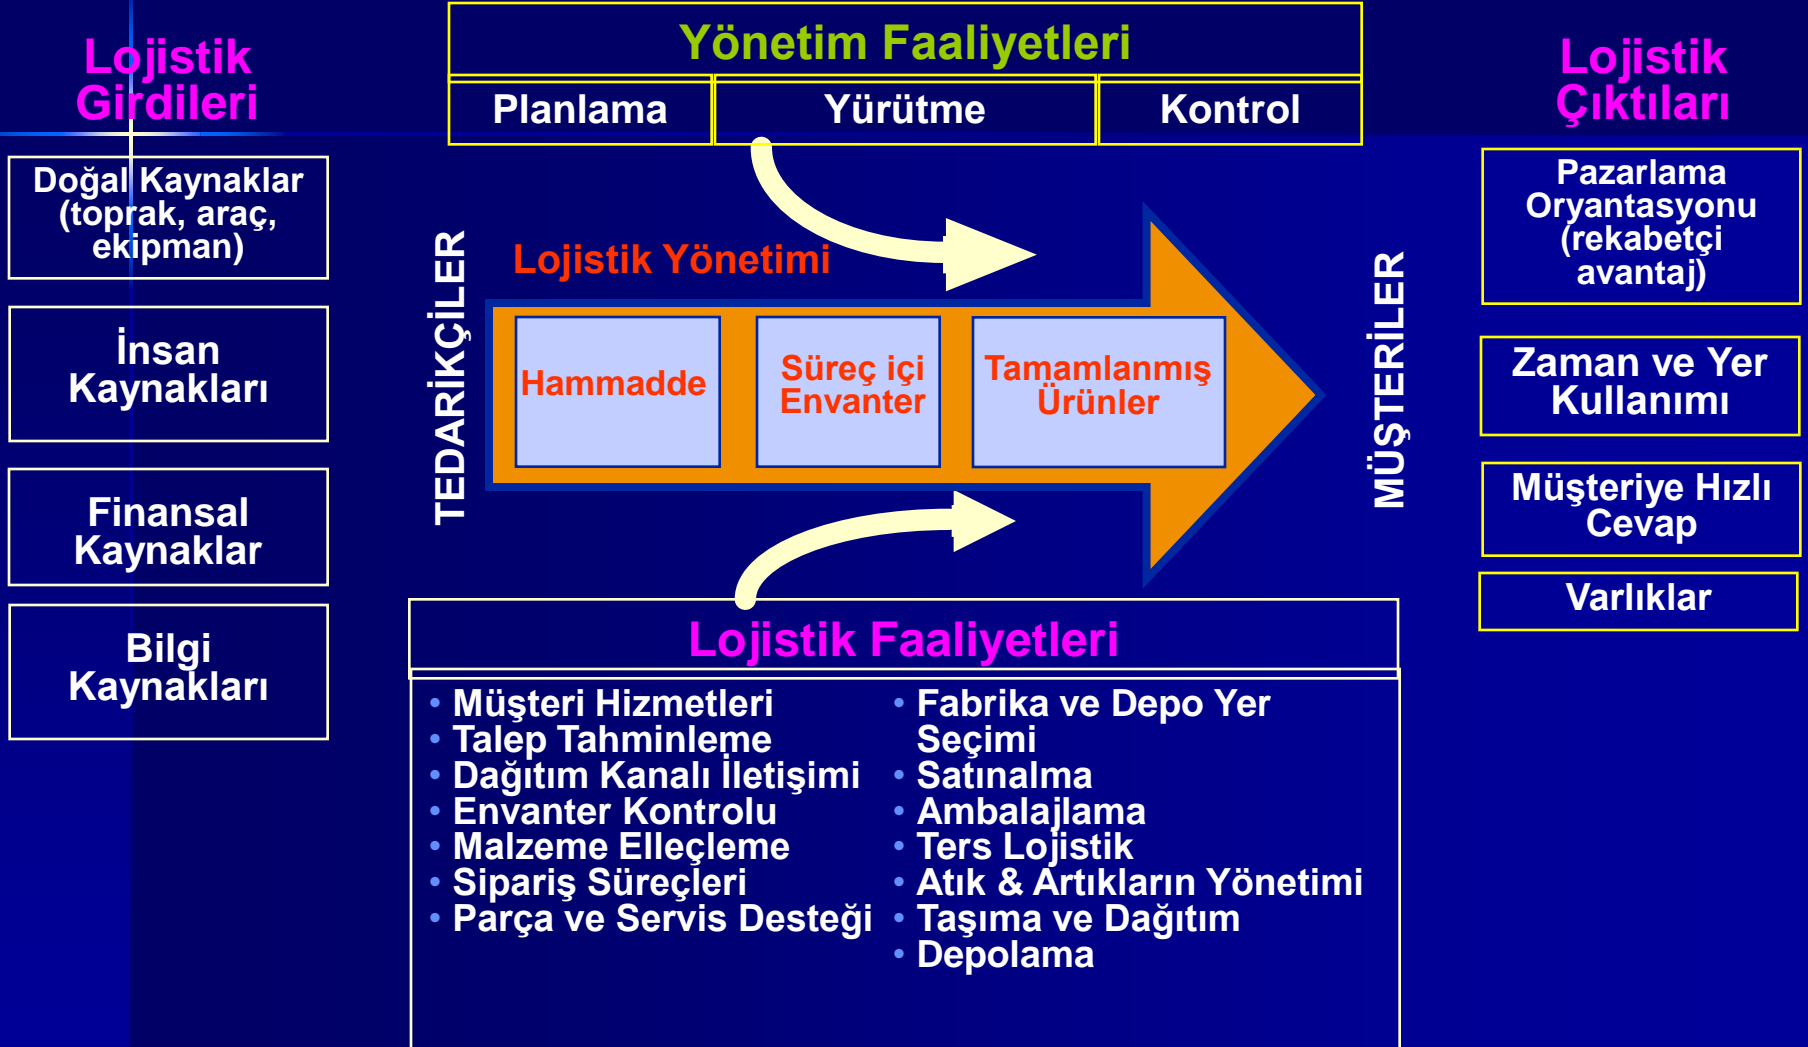 Lojistik
Girdileri
Doğal Kaynaklar
(toprak, araç,
ekipman)
İnsan
Kaynakları
Finansal
Kaynaklar
Bilgi
Kaynakları
Yönetim Faaliyetleri
Planlama
Yürütme
Kontrol
TEDARİKÇİLER
Lojistik Yönetimi
Hammadde
Süreç içi
Envanter
Tamamlanmış
Ürünler
MÜŞTERİLER
Lojistik Faaliyetleri
• Müşteri Hizmetleri
• Talep Tahminleme
• Dağıtım Kanalı İletişimi
• Envanter Kontrolu
• Malzeme Elleçleme
• Sipariş Süreçleri
• Parça ve Servis Desteği
• Fabrika ve Depo Yer
Seçimi
• Satınalma
• Ambalajlama
• Ters Lojistik
• Atık & Artıkların Yönetimi
• Taşıma ve Dağıtım
• Depolama
Lojistik
Çıktıları
Pazarlama
Oryantasyonu
(rekabetçi
avantaj)
Zaman ve Yer
Kullanımı
Müşteriye Hızlı
Cevap
Varlıklar